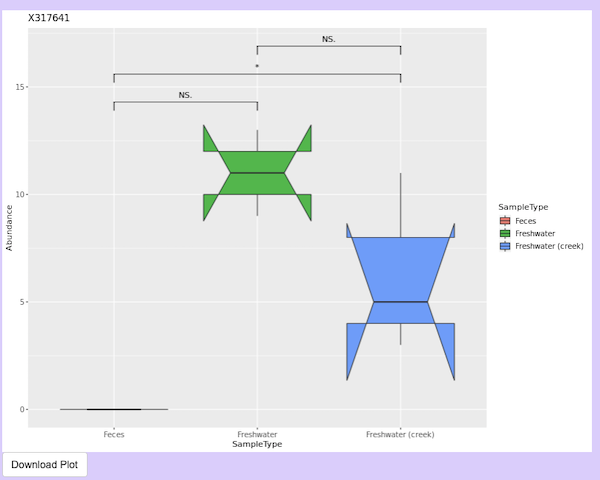 X317641
NS.
*
NS.
15
10
5
0
Abundance
Feces
Freshwater
Freshwater (creek)
SampleType
SampleType
Feces
Freshwater
Freshwater (creek)
Download Plot